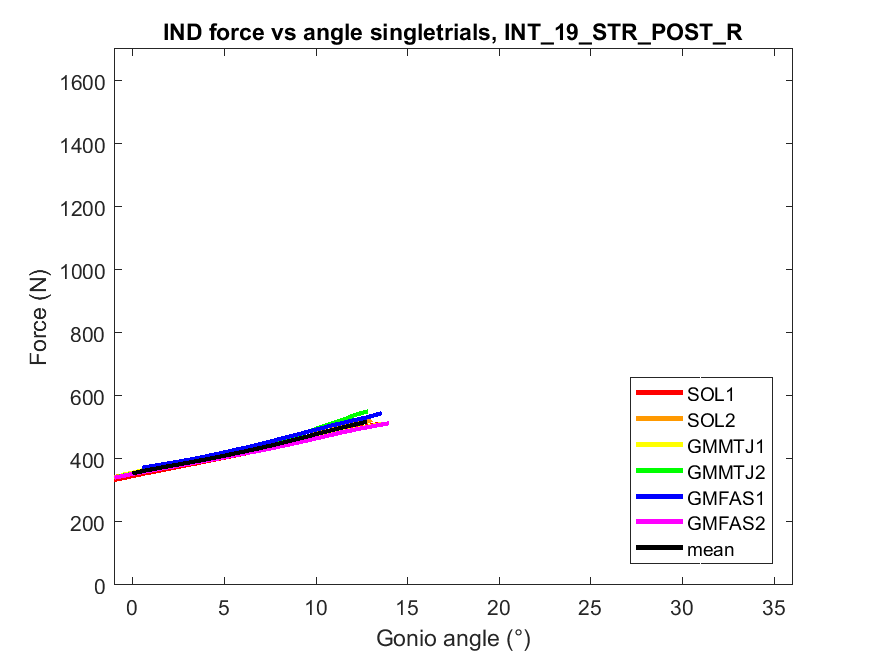 IND force vs angle singletrials, INT_19_STR_POST_R
Force (N)
1600
1400
1200
1000
800
600
400
200
0
0 5 10 15 20 25 30 35
Gonio angle (°)
SOL1
SOL2
GMMTJ1
GMMTJ2
GMFAS1
GMFAS2
mean